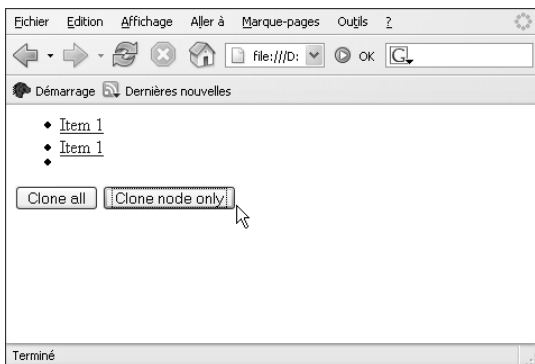 Fichier Edition Affichage Aller à Marque-pages Outils ?
file:///D: OK G
Démarrage Dernières nouvelles
Item 1
Item 1
Clone all Clone node only
Terminé